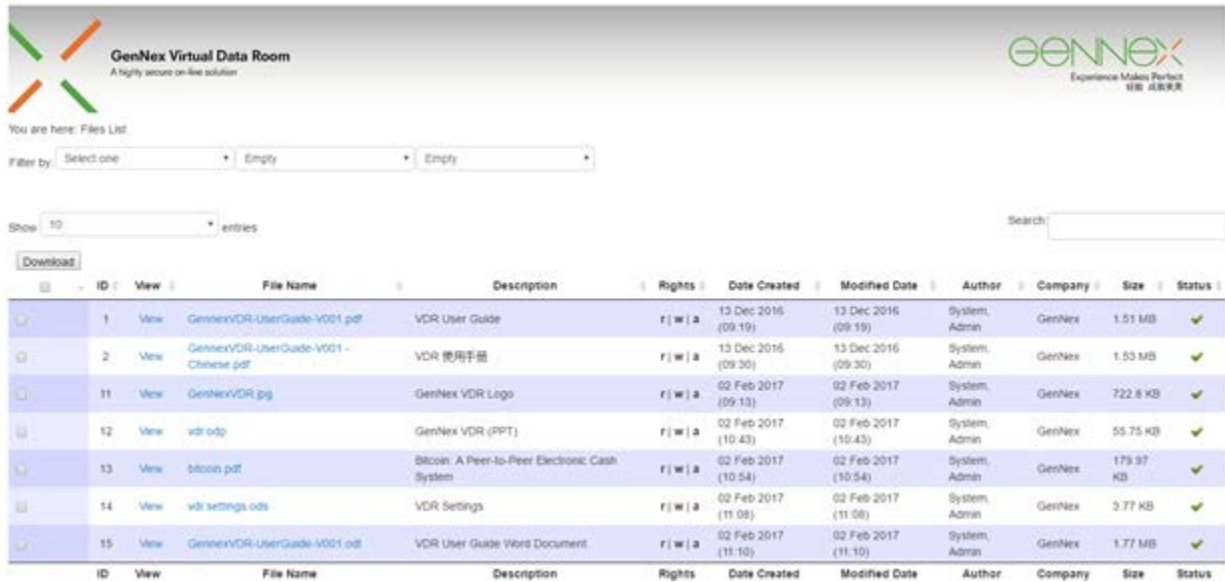 GenNex Virtual Data Room
A highly secure on-line solution
GENNEX
Experience Makes Perfect
You are here: Files List
Filter by: Select one Empty Empty
Show 10 entries
Search:
Download
ID View File Name Description Rights Date Created Modified Date Author Company Size Status
1 View GennexVDR-UserGuide-V001.pdf VDR User Guide r | w | a 13 Dec 2016 (09:19) 13 Dec 2016 (09:19) System, Admin GenNex 1.51 MB
2 View GennexVDR-UserGuide-V001 - Chinese.pdf VDR 使用手册 r | w | a 13 Dec 2016 (09:30) 13 Dec 2016 (09:30) System, Admin GenNex 1.53 MB
11 View GenNexVDR.jpg GenNex VDR Logo r | w | a 02 Feb 2017 (09:13) 02 Feb 2017 (09:13) System, Admin GenNex 722.8 KB
12 View vdr.odp GenNex VDR (PPT) r | w | a 02 Feb 2017 (10:43) 02 Feb 2017 (10:43) System, Admin GenNex 55.75 KB
13 View bitcoin.pdf Bitcoin: A Peer-to-Peer Electronic Cash System r | w | a 02 Feb 2017 (10:54) 02 Feb 2017 (10:54) System, Admin GenNex 179.97 KB
14 View vdr.settings.ods VDR Settings r | w | a 02 Feb 2017 (11:08) 02 Feb 2017 (11:08) System, Admin GenNex 3.77 KB
15 View GennexVDR-UserGuide-V001.odt VDR User Guide Word Document r | w | a 02 Feb 2017 (11:10) 02 Feb 2017 (11:10) System, Admin GenNex 1.77 MB
ID View File Name Description Rights Date Created Modified Date Author Company Size Status